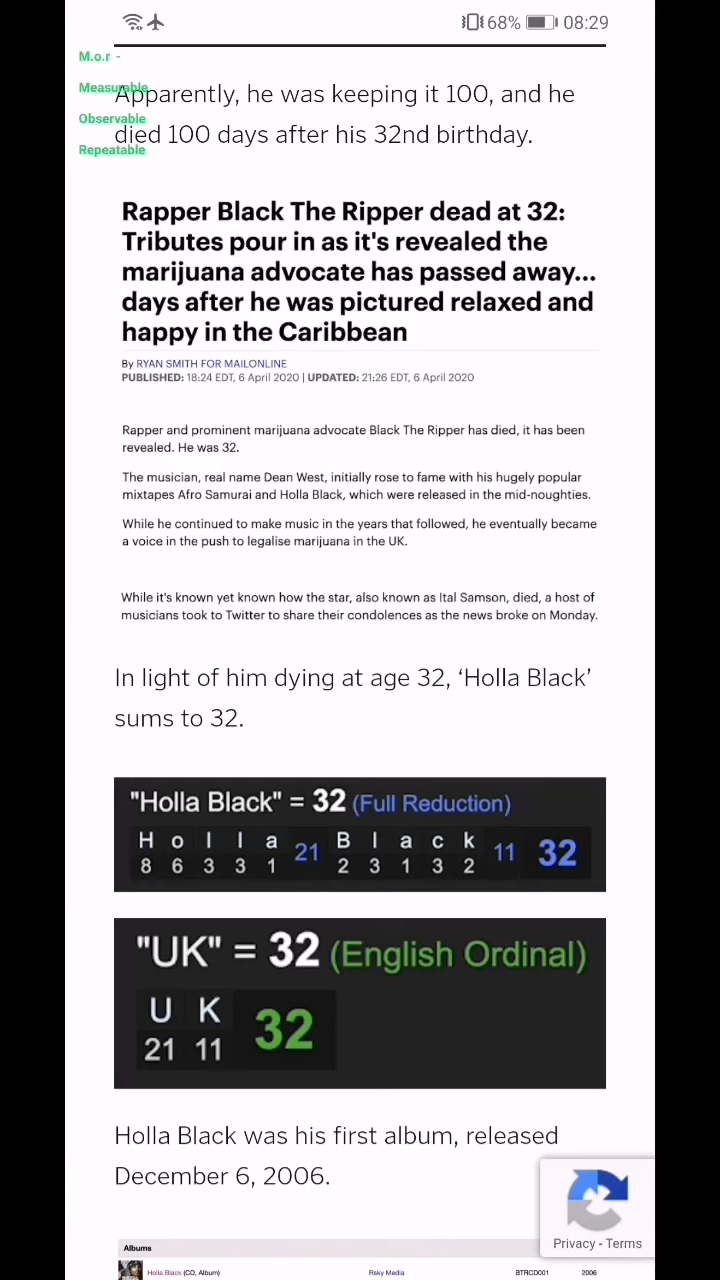 68% 08:29
M.o.r -
Measurable
Observable
Repeatable
Apparently, he was keeping it 100, and he
died 100 days after his 32nd birthday.
Rapper Black The Ripper dead at 32:
Tributes pour in as it's revealed the
marijuana advocate has passed away...
days after he was pictured relaxed and
happy in the Caribbean
By RYAN SMITH FOR MAILONLINE
PUBLISHED: 18:24 EDT, 6 April 2020 | UPDATED: 21:26 EDT, 6 April 2020
Rapper and prominent marijuana advocate Black The Ripper has died, it has been
revealed. He was 32.
The musician, real name Dean West, initially rose to fame with his hugely popular
mixtapes Afro Samurai and Holla Black, which were released in the mid-noughties.
While he continued to make music in the years that followed, he eventually became
a voice in the push to legalise marijuana in the UK.
While it's known yet known how the star, also known as Ital Samson, died, a host of
musicians took to Twitter to share their condolences as the news broke on Monday.
In light of him dying at age 32, ‘Holla Black’
sums to 32.
"Holla Black" = 32 (Full Reduction)
H o l l a 21 B l a c k 11 32
8 6 3 3 1 2 3 1 3 2
"UK" = 32 (English Ordinal)
U K 32
21 11
Holla Black was his first album, released
December 6, 2006.
Privacy - Terms
Albums
Holla Black (CD, Album) Rsky Media BTRCD001 2006